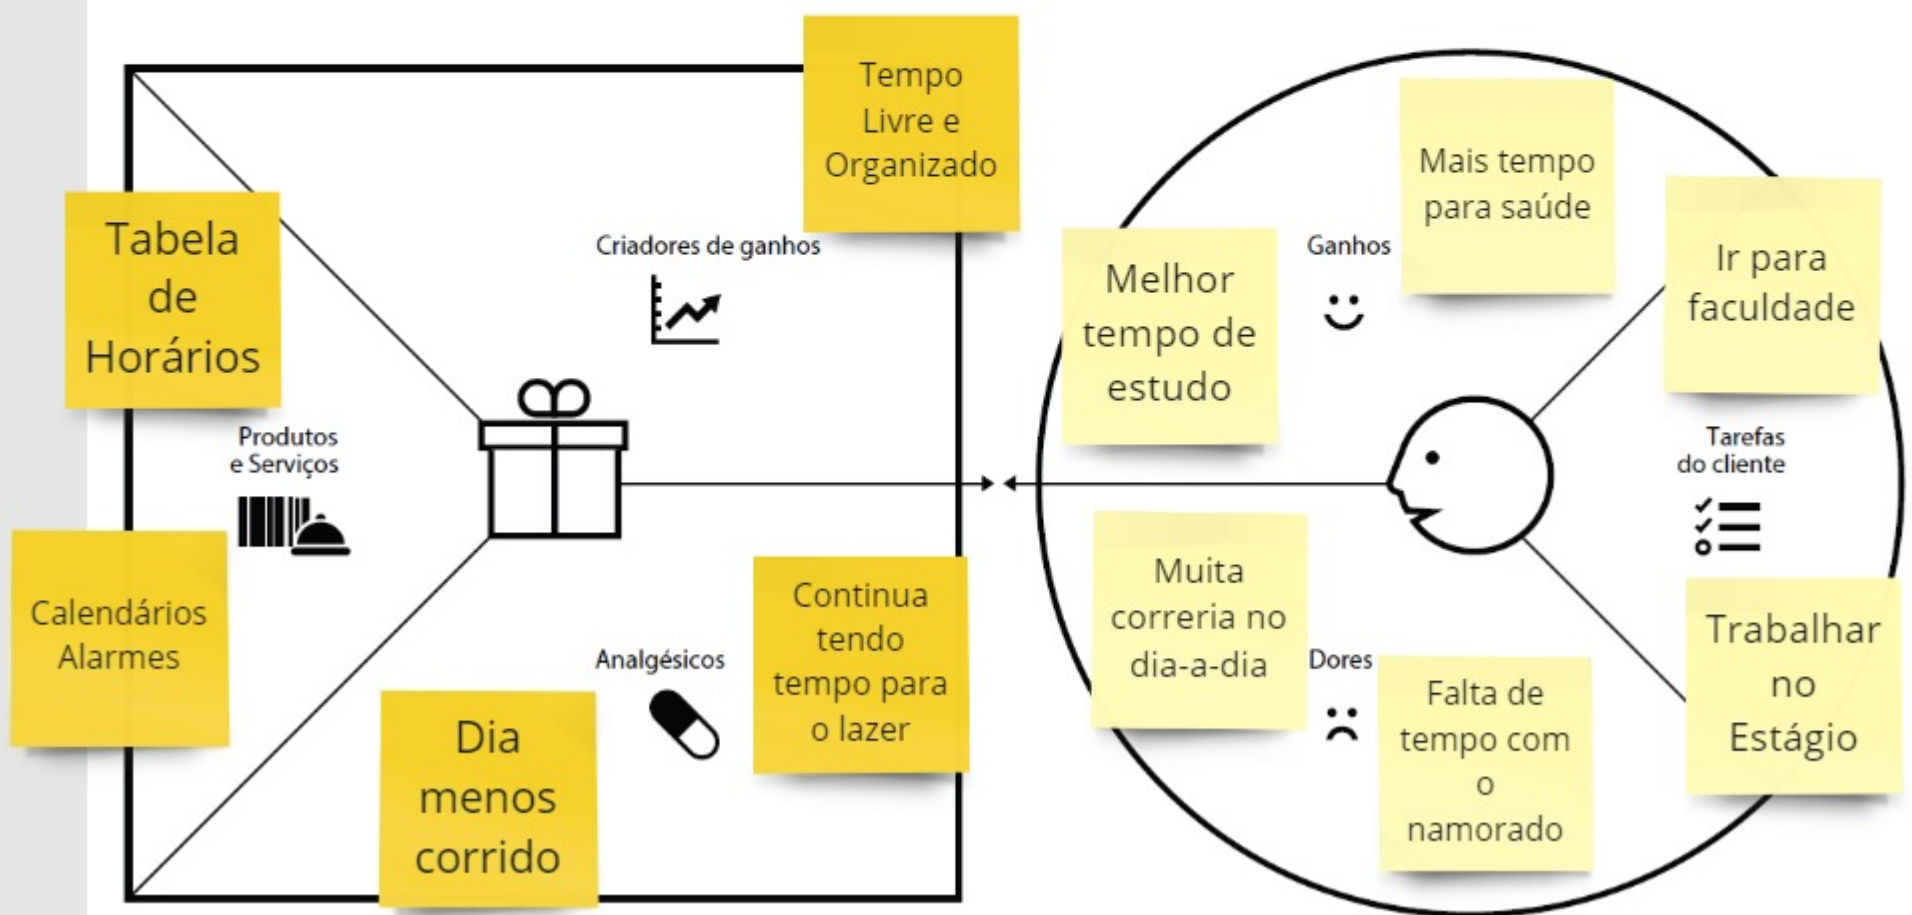 Tempo
Livre e
Organizado
Tabela
de
Horários
Criadores de ganhos
Produtos
e Serviços
Calendários
Alarmes
Analgésicos
Continua
tendo
tempo para
o lazer
Dia
menos
corrido
Mais tempo
para saúde
Ganhos
Melhor
tempo de
estudo
Ir para
faculdade
Tarefas
do cliente
Muita
correria no
dia-a-dia
Dores
Falta de
tempo com
o
namorado
Trabalhar
no
Estágio